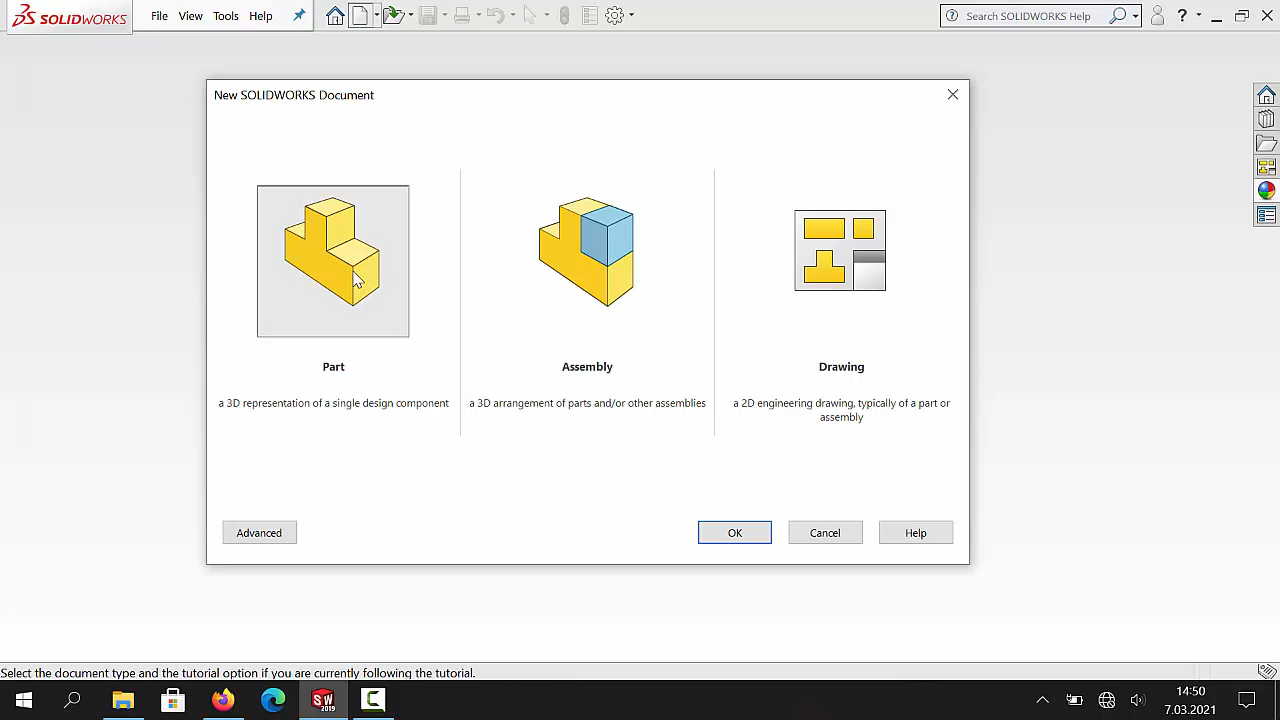 SOLIDWORKS File View Tools Help Search SOLIDWORKS Help ?
New SOLIDWORKS Document
Part
Assembly
Drawing
a 3D representation of a single design component
a 3D arrangement of parts and/or other assemblies
a 2D engineering drawing, typically of a part or
assembly
Advanced
OK
Cancel
Help
Select the document type and the tutorial option if you are currently following the tutorial.
SW
2019
14:50
7.03.2021